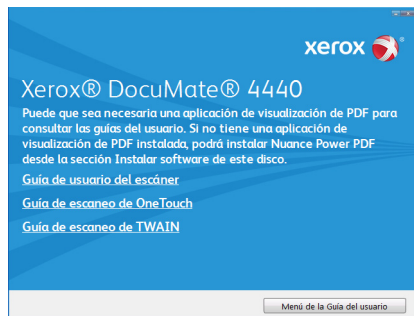 xerox
Xerox® DocuMate® 4440
Puede que sea necesaria una aplicación de visualización de PDF para
consultar las guías del usuario. Si no tiene una aplicación de
visualización de PDF instalada, podrá instalar Nuance Power PDF
desde la sección Instalar software de este disco.
Guía de usuario del escáner
Guía de escaneo de OneTouch
Guía de escaneo de TWAIN
Menú de la Guía del usuario